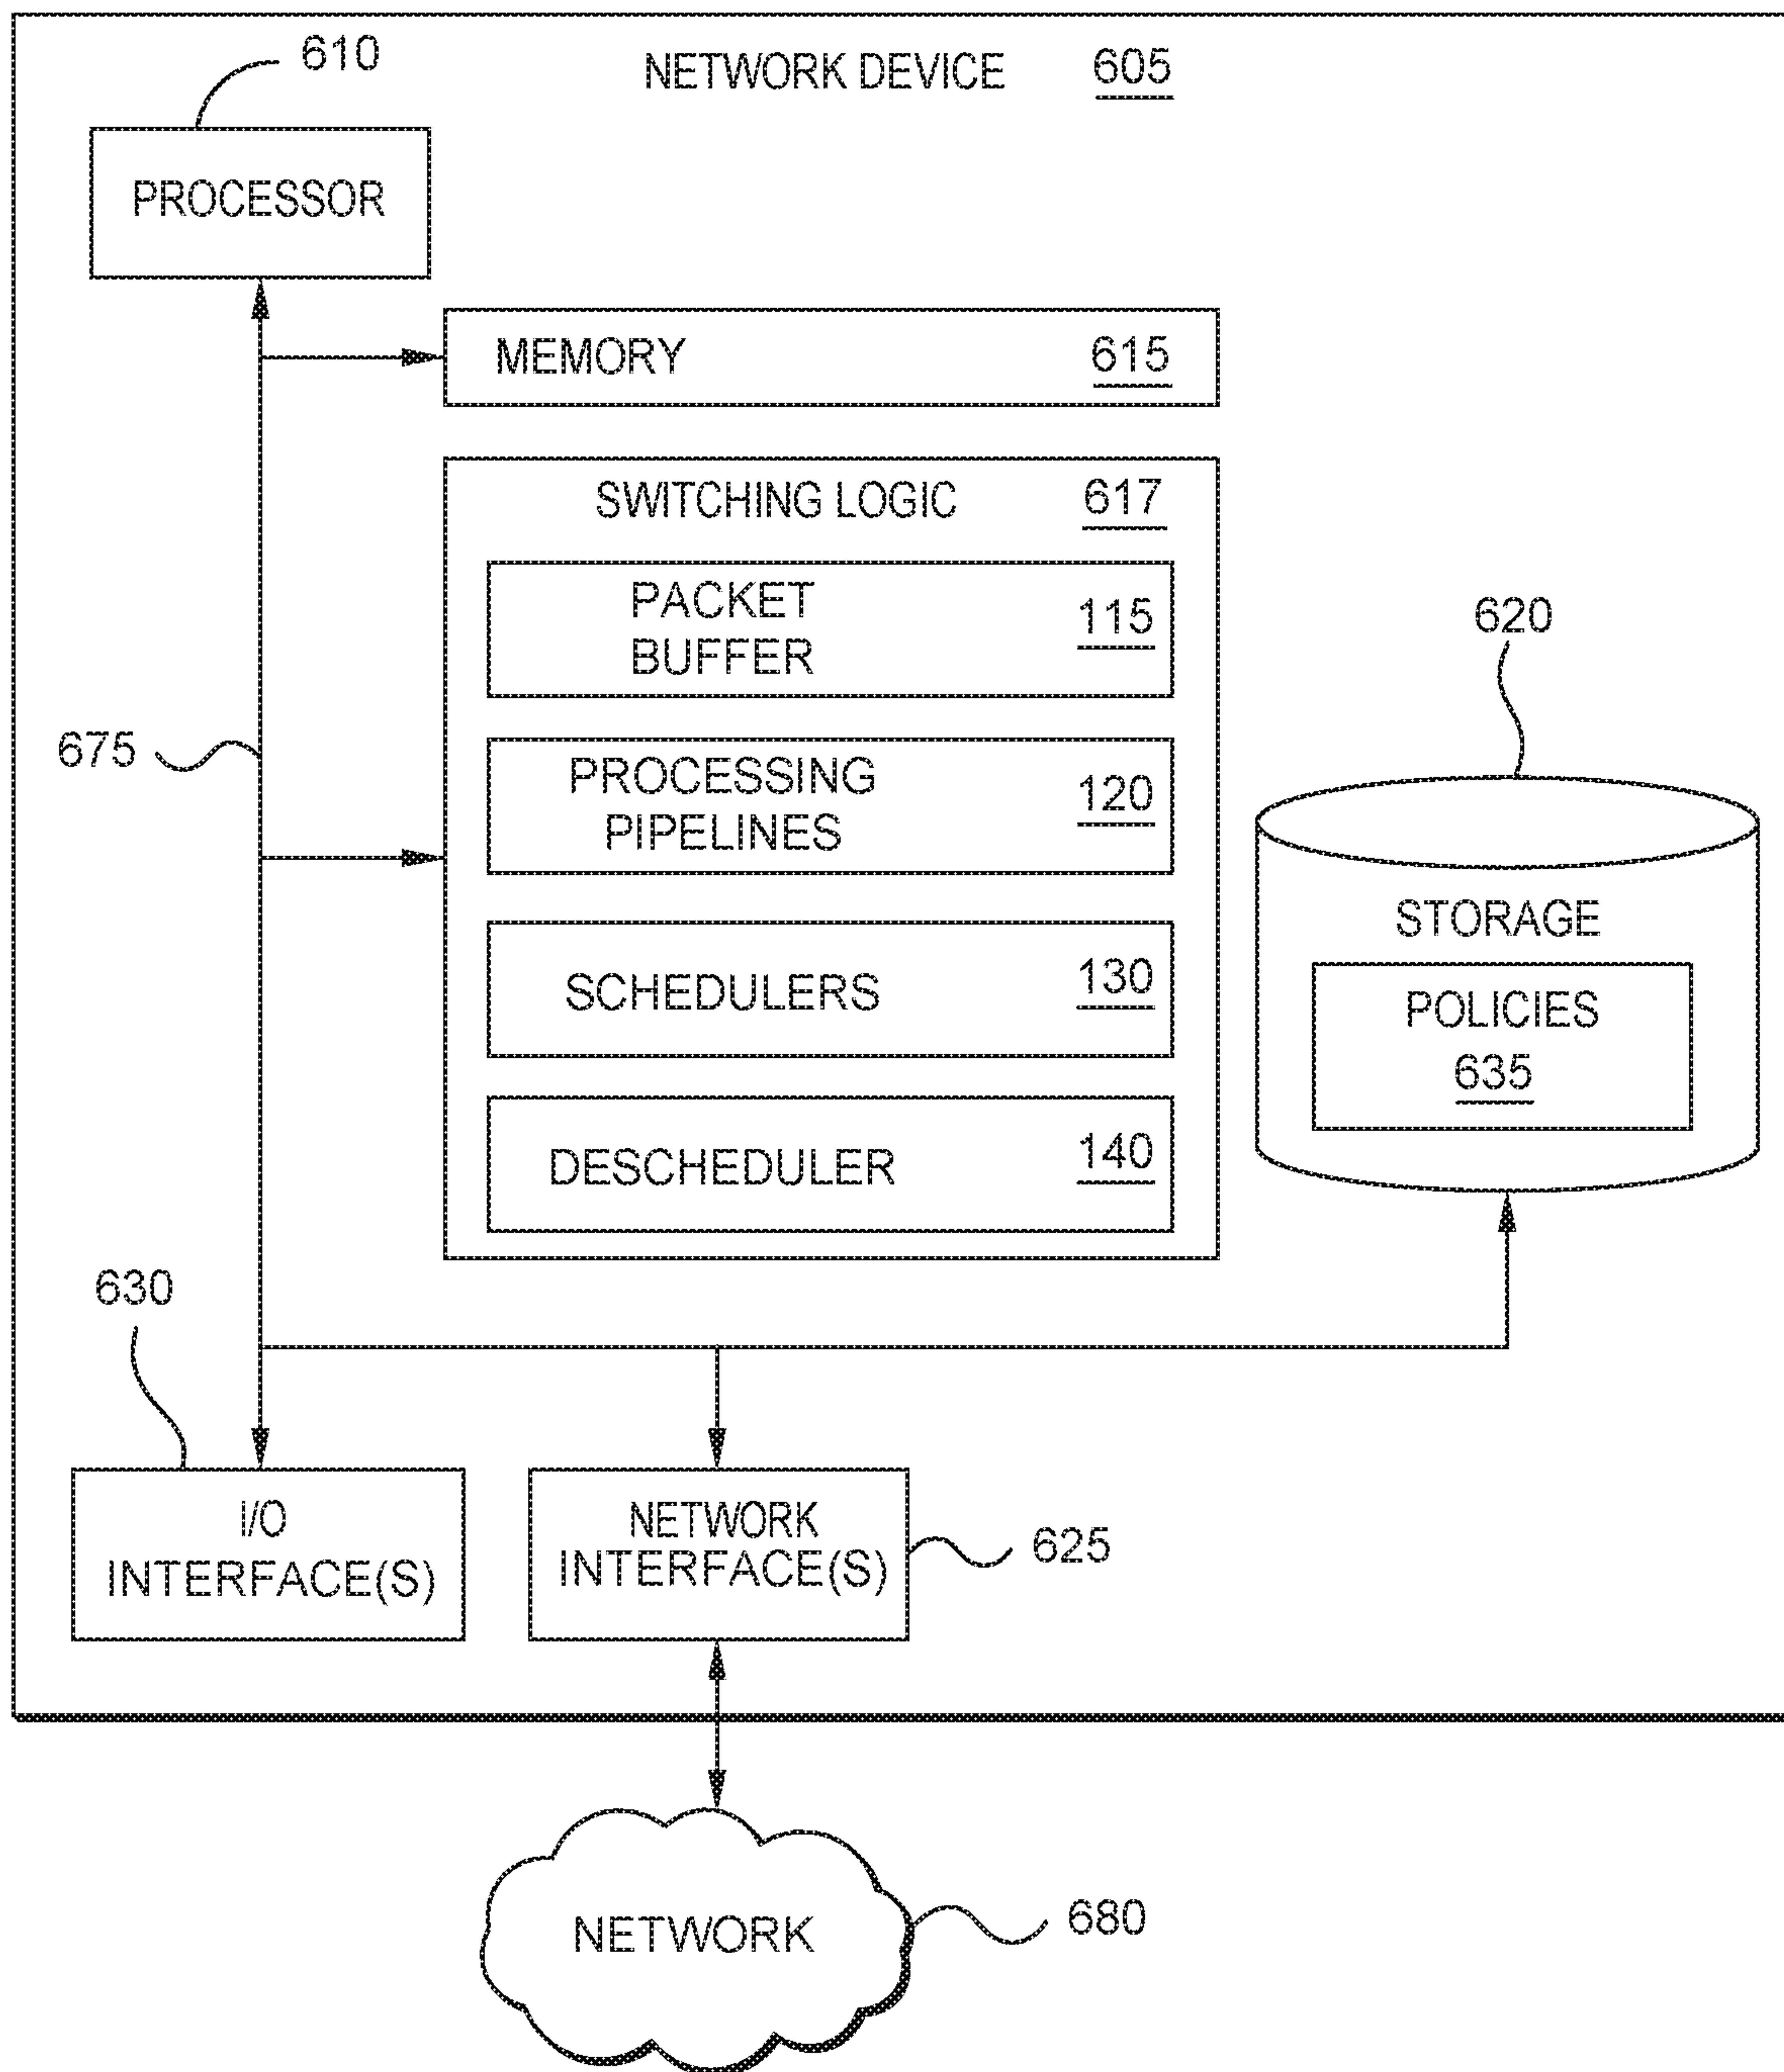 610
NETWORK DEVICE 605
PROCESSOR
MEMORY 615
SWITCHING LOGIC 617
PACKET
BUFFER
115
620
675
PROCESSING
PIPELINES
120
STORAGE
SCHEDULERS 130
POLICIES
635
DESCHEDULER 140
630
I/O
INTERFACE(S)
NETWORK
INTERFACE(S)
625
NETWORK
680